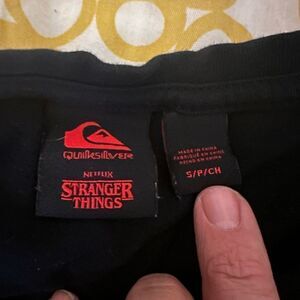 QUIKSILVER
NETFLIX
STRANGER
THINGS
MADE IN CHINA
FABRIQUÉ EN CHINE
HECHO EN CHINA
S/P/CH